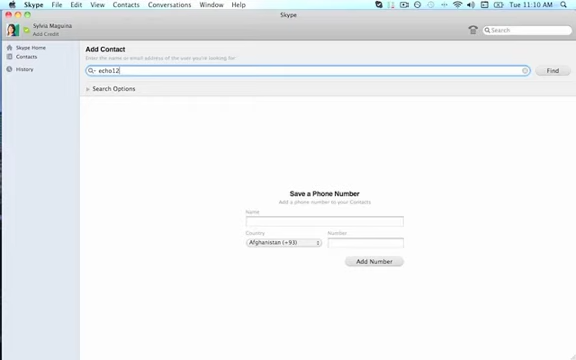 Skype File Edit View Contacts Conversations Window Help Tue 11:10 AM
Skype
Sylvia Maguina
Add Credit
Search
Skype Home
Contacts
History
Add Contact
Enter the name or email address of the user you're looking for
echo12
Find
Search Options
Save a Phone Number
Add a phone number to your Contacts
Name
Country Number
Afghanistan (+93)
Add Number